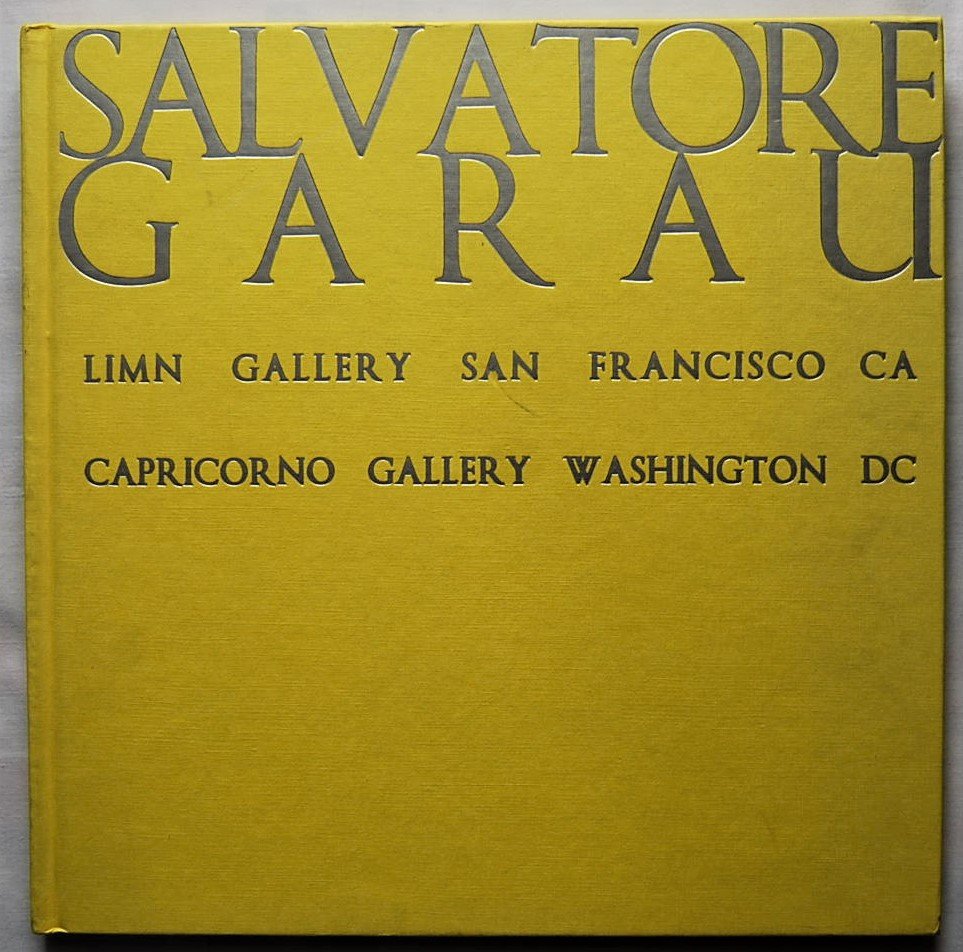 SALVATORE
GARAU
LIMN GALLERY SAN FRANCISCO CA
CAPRICORNO GALLERY WASHINGTON DC